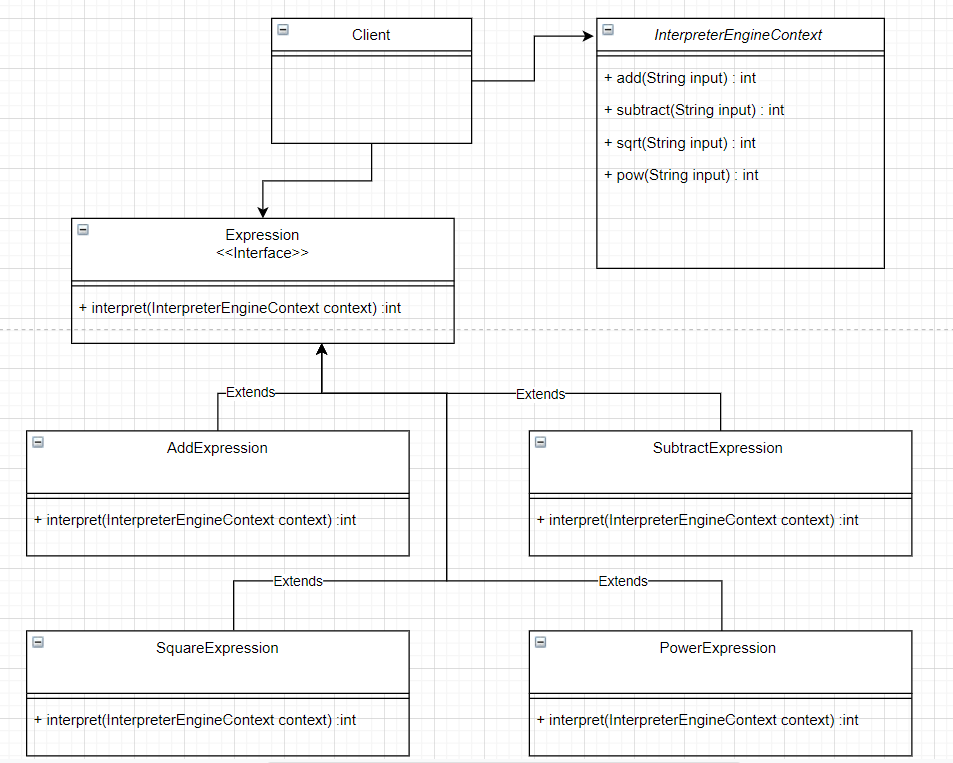 Client
InterpreterEngineContext
+ add(String input) : int
+ subtract(String input) : int
+ sqrt(String input) : int
+ pow(String input) : int
Expression
<<Interface>>
+ interpret(InterpreterEngineContext context) :int
Extends
Extends
AddExpression
+ interpret(InterpreterEngineContext context) :int
SubtractExpression
+ interpret(InterpreterEngineContext context) :int
Extends
Extends
SquareExpression
+ interpret(InterpreterEngineContext context) :int
PowerExpression
+ interpret(InterpreterEngineContext context) :int